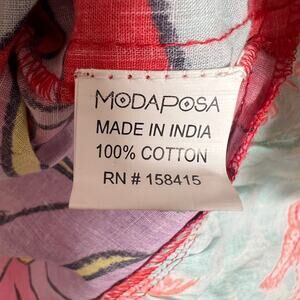 MODAPOSA
MADE IN INDIA
100% COTTON
RN # 158415